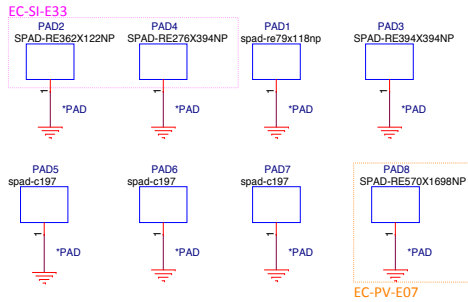 EC-SI-E33
PAD2 PAD4 PAD1 PAD3
SPAD-RE362X122NP SPAD-RE276X394NP spad-re79x118np SPAD-RE394X394NP
1 1 1 1
*PAD *PAD *PAD *PAD
PAD5 PAD6 PAD7 PAD8
spad-c197 spad-c197 spad-c197 SPAD-RE570X1698NP
1 1 1 1
*PAD *PAD *PAD *PAD
EC-PV-E07